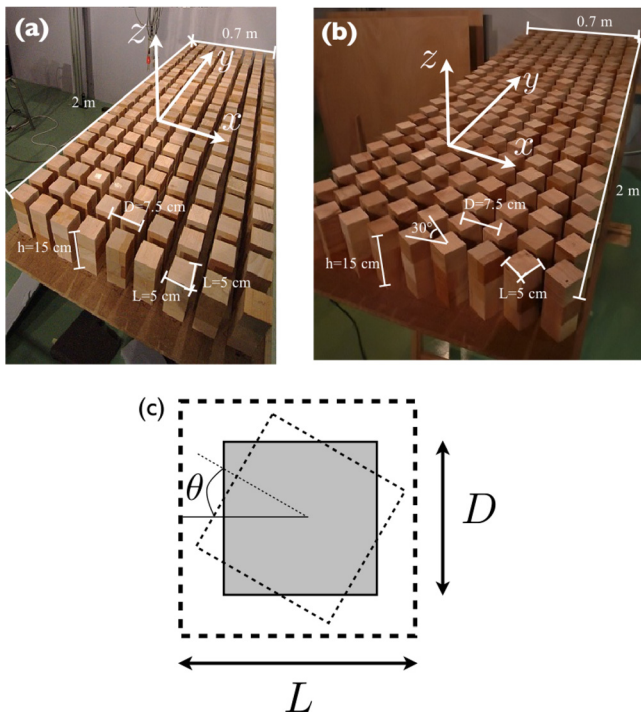 (a)
0.7 m
z
y
x
2 m
D=7.5 cm
h=15 cm
L=5 cm
L=5 cm
(b)
0.7 m
z
y
x
2 m
D=7.5 cm
30°
h=15 cm
L=5 cm
(c)
θ
D
L